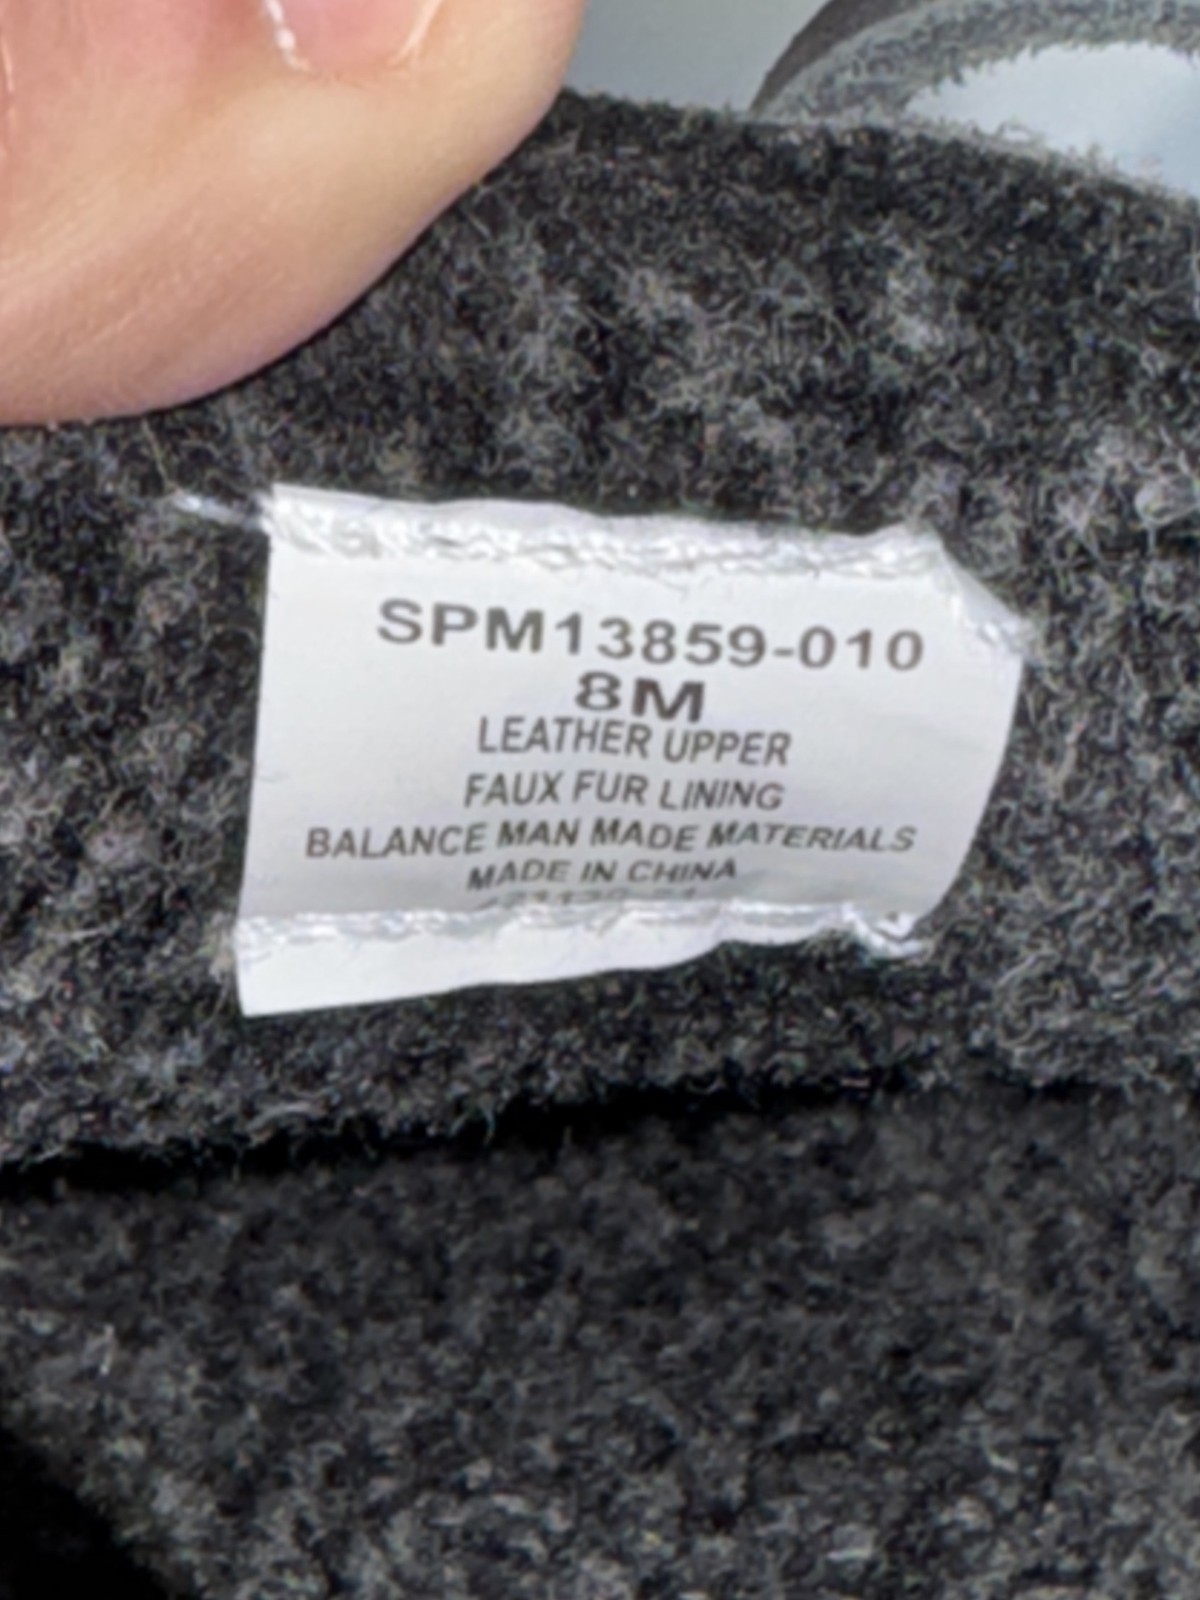 SPM13859-010
8M
LEATHER UPPER
FAUX FUR LINING
BALANCE MAN MADE MATERIALS
MADE IN CHINA